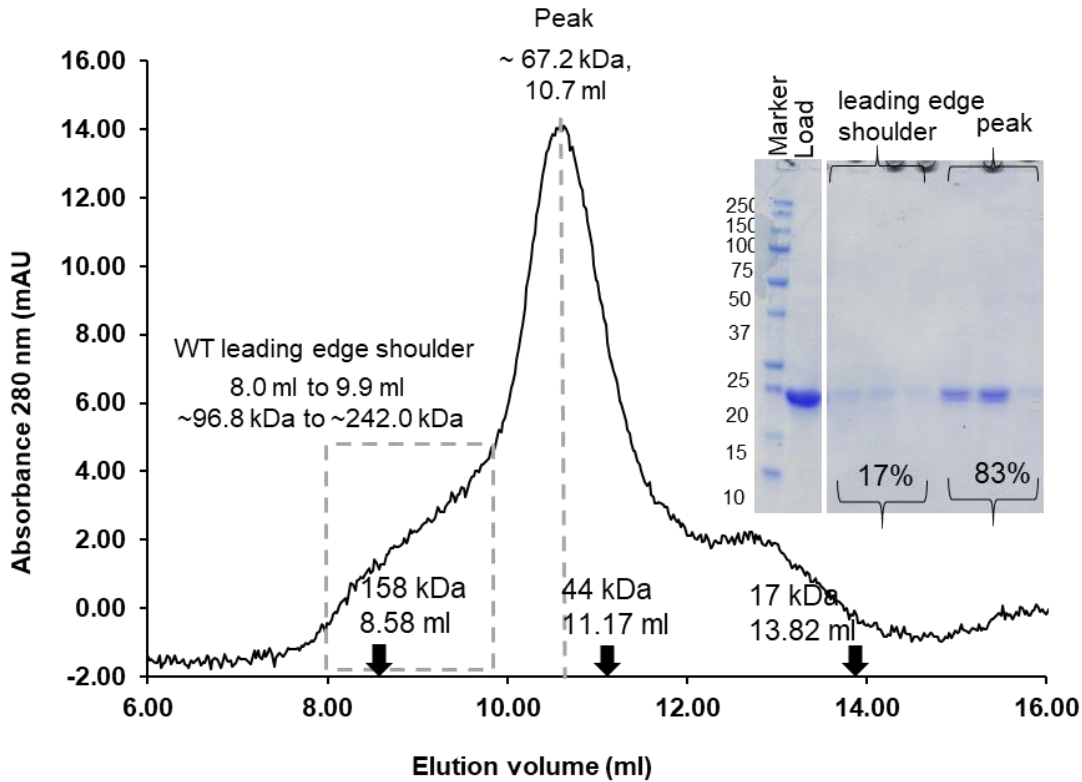 Peak
~ 67.2 kDa,
10.7 ml
16.00
14.00
12.00
10.00
8.00
6.00
4.00
2.00
0.00
-2.00
Absorbance 280 nm (mAU
WT leading edge shoulder
8.0 ml to 9.9 ml
~96.8 kDa to ~242.0 kDa
158 kDa
8.58 ml
44 kDa
11.17 ml
17 kDa
13.82 ml
6.00 8.00 10.00 12.00 14.00 16.00
Elution volume (ml)
Marker
Load
leading edge
shoulder
peak
250
150
100
75
50
37
25
20
15
10
17%
83%